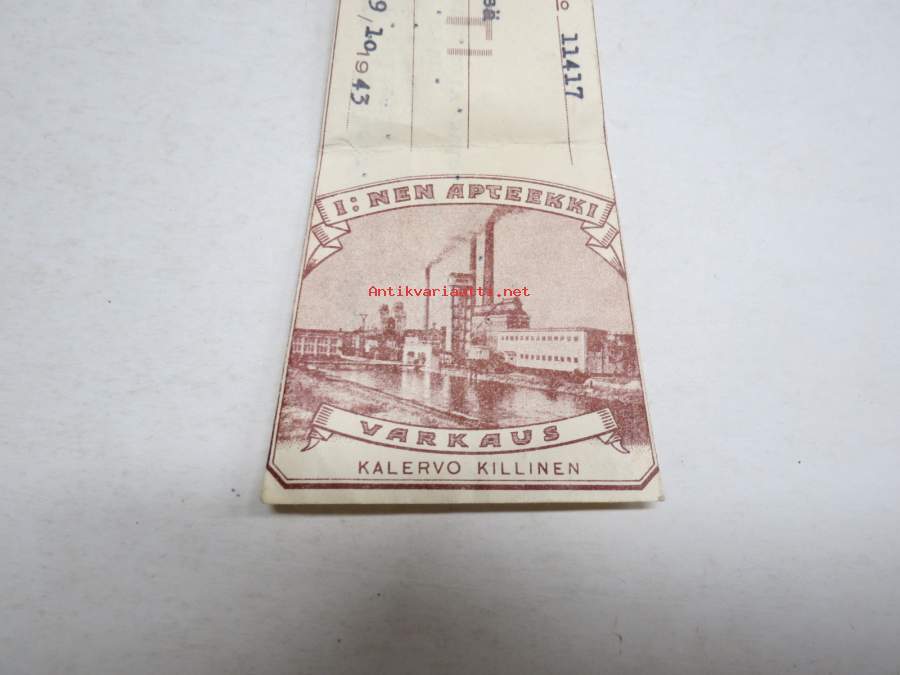 11417
9/10 1943
I: NEN APTEEKKI
Antikvariaatti.net
VARKAUS
KALERVO KILLINEN